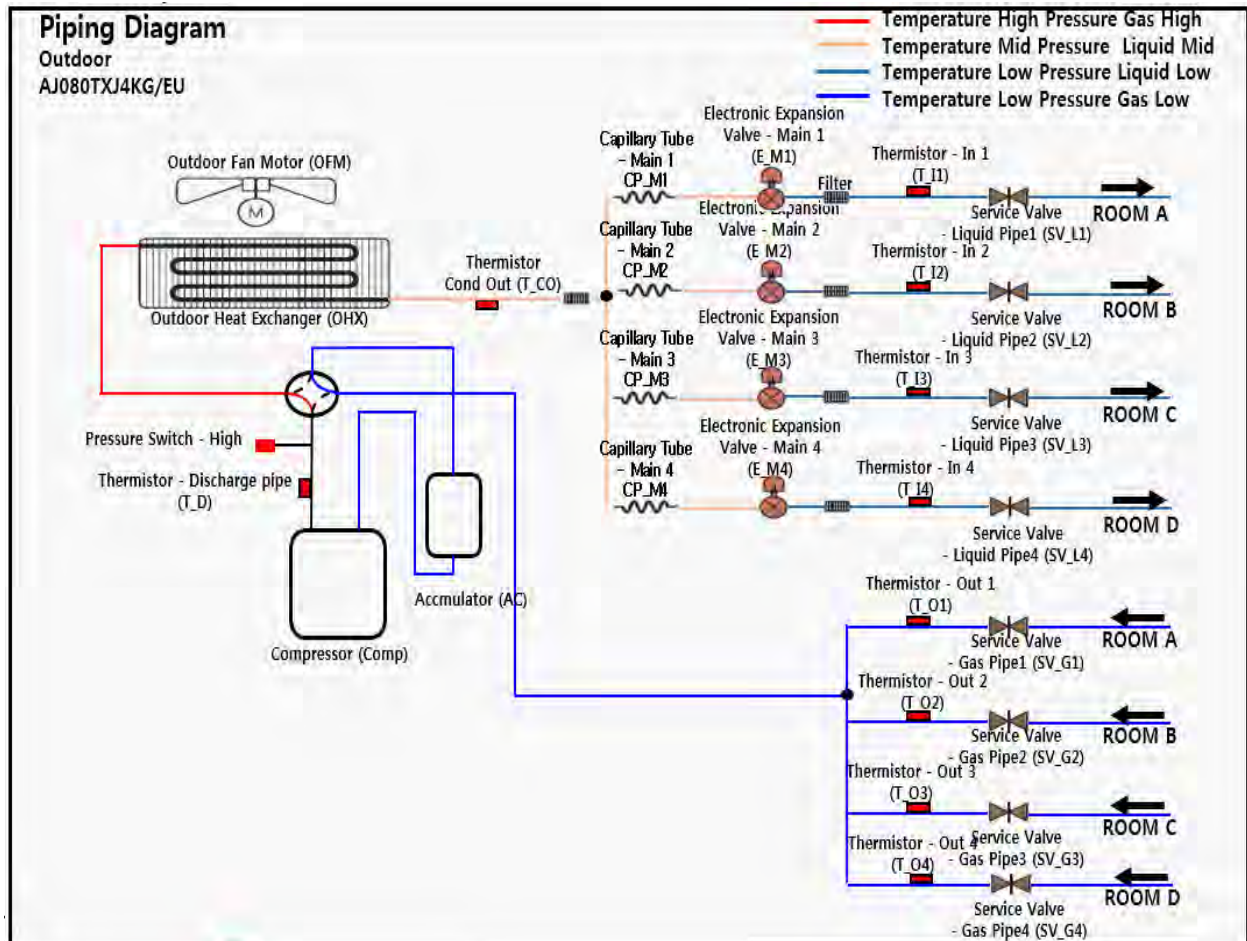 Piping Diagram
Outdoor
AJ080TXJ4KG/EU
Temperature High Pressure Gas High
Temperature Mid Pressure Liquid Mid
Temperature Low Pressure Liquid Low
Temperature Low Pressure Gas Low
Outdoor Fan Motor (OFM)
M
Outdoor Heat Exchanger (OHX)
Thermistor
Cond Out (T_CO)
Pressure Switch - High
Thermistor - Discharge pipe
(T_D)
Compressor (Comp)
Accmulator (AC)
Capillary Tube
- Main 1
CP_M1
Electronic Expansion
Valve - Main 1
(E_M1)
Filter
Thermistor - In 1
(T_I1)
Service Valve
- Liquid Pipe1 (SV_L1)
ROOM A
Capillary Tube
- Main 2
CP_M2
Electronic Expansion
Valve - Main 2
(E_M2)
Thermistor - In 2
(T_I2)
Service Valve
- Liquid Pipe2 (SV_L2)
ROOM B
Capillary Tube
- Main 3
CP_M3
Electronic Expansion
Valve - Main 3
(E_M3)
Thermistor - In 3
(T_I3)
Service Valve
- Liquid Pipe3 (SV_L3)
ROOM C
Capillary Tube
- Main 4
CP_M4
Electronic Expansion
Valve - Main 4
(E_M4)
Thermistor - In 4
(T_I4)
Service Valve
- Liquid Pipe4 (SV_L4)
ROOM D
Thermistor - Out 1
(T_O1)
Service Valve
- Gas Pipe1 (SV_G1)
ROOM A
Thermistor - Out 2
(T_O2)
Service Valve
- Gas Pipe2 (SV_G2)
ROOM B
Thermistor - Out 3
(T_O3)
Service Valve
- Gas Pipe3 (SV_G3)
ROOM C
Thermistor - Out 4
(T_O4)
Service Valve
- Gas Pipe4 (SV_G4)
ROOM D